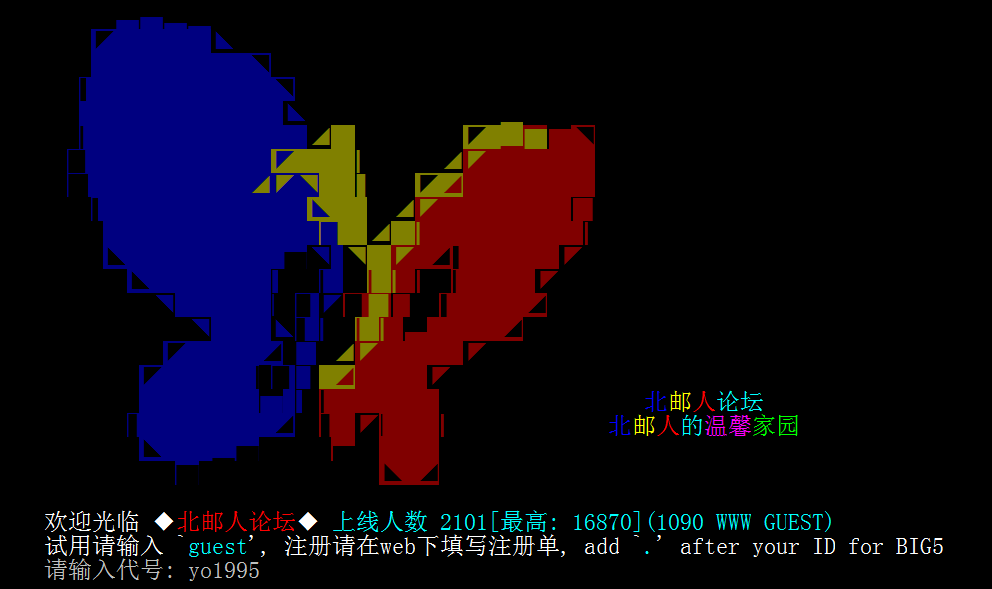 北邮人论坛
北邮人的温馨家园
欢迎光临 ◆北邮人论坛◆ 上线人数 2101[最高: 16870](1090 WWW GUEST)
试用请输入 `guest', 注册请在web下填写注册单, add `.' after your ID for BIG5
请输入代号: yo1995